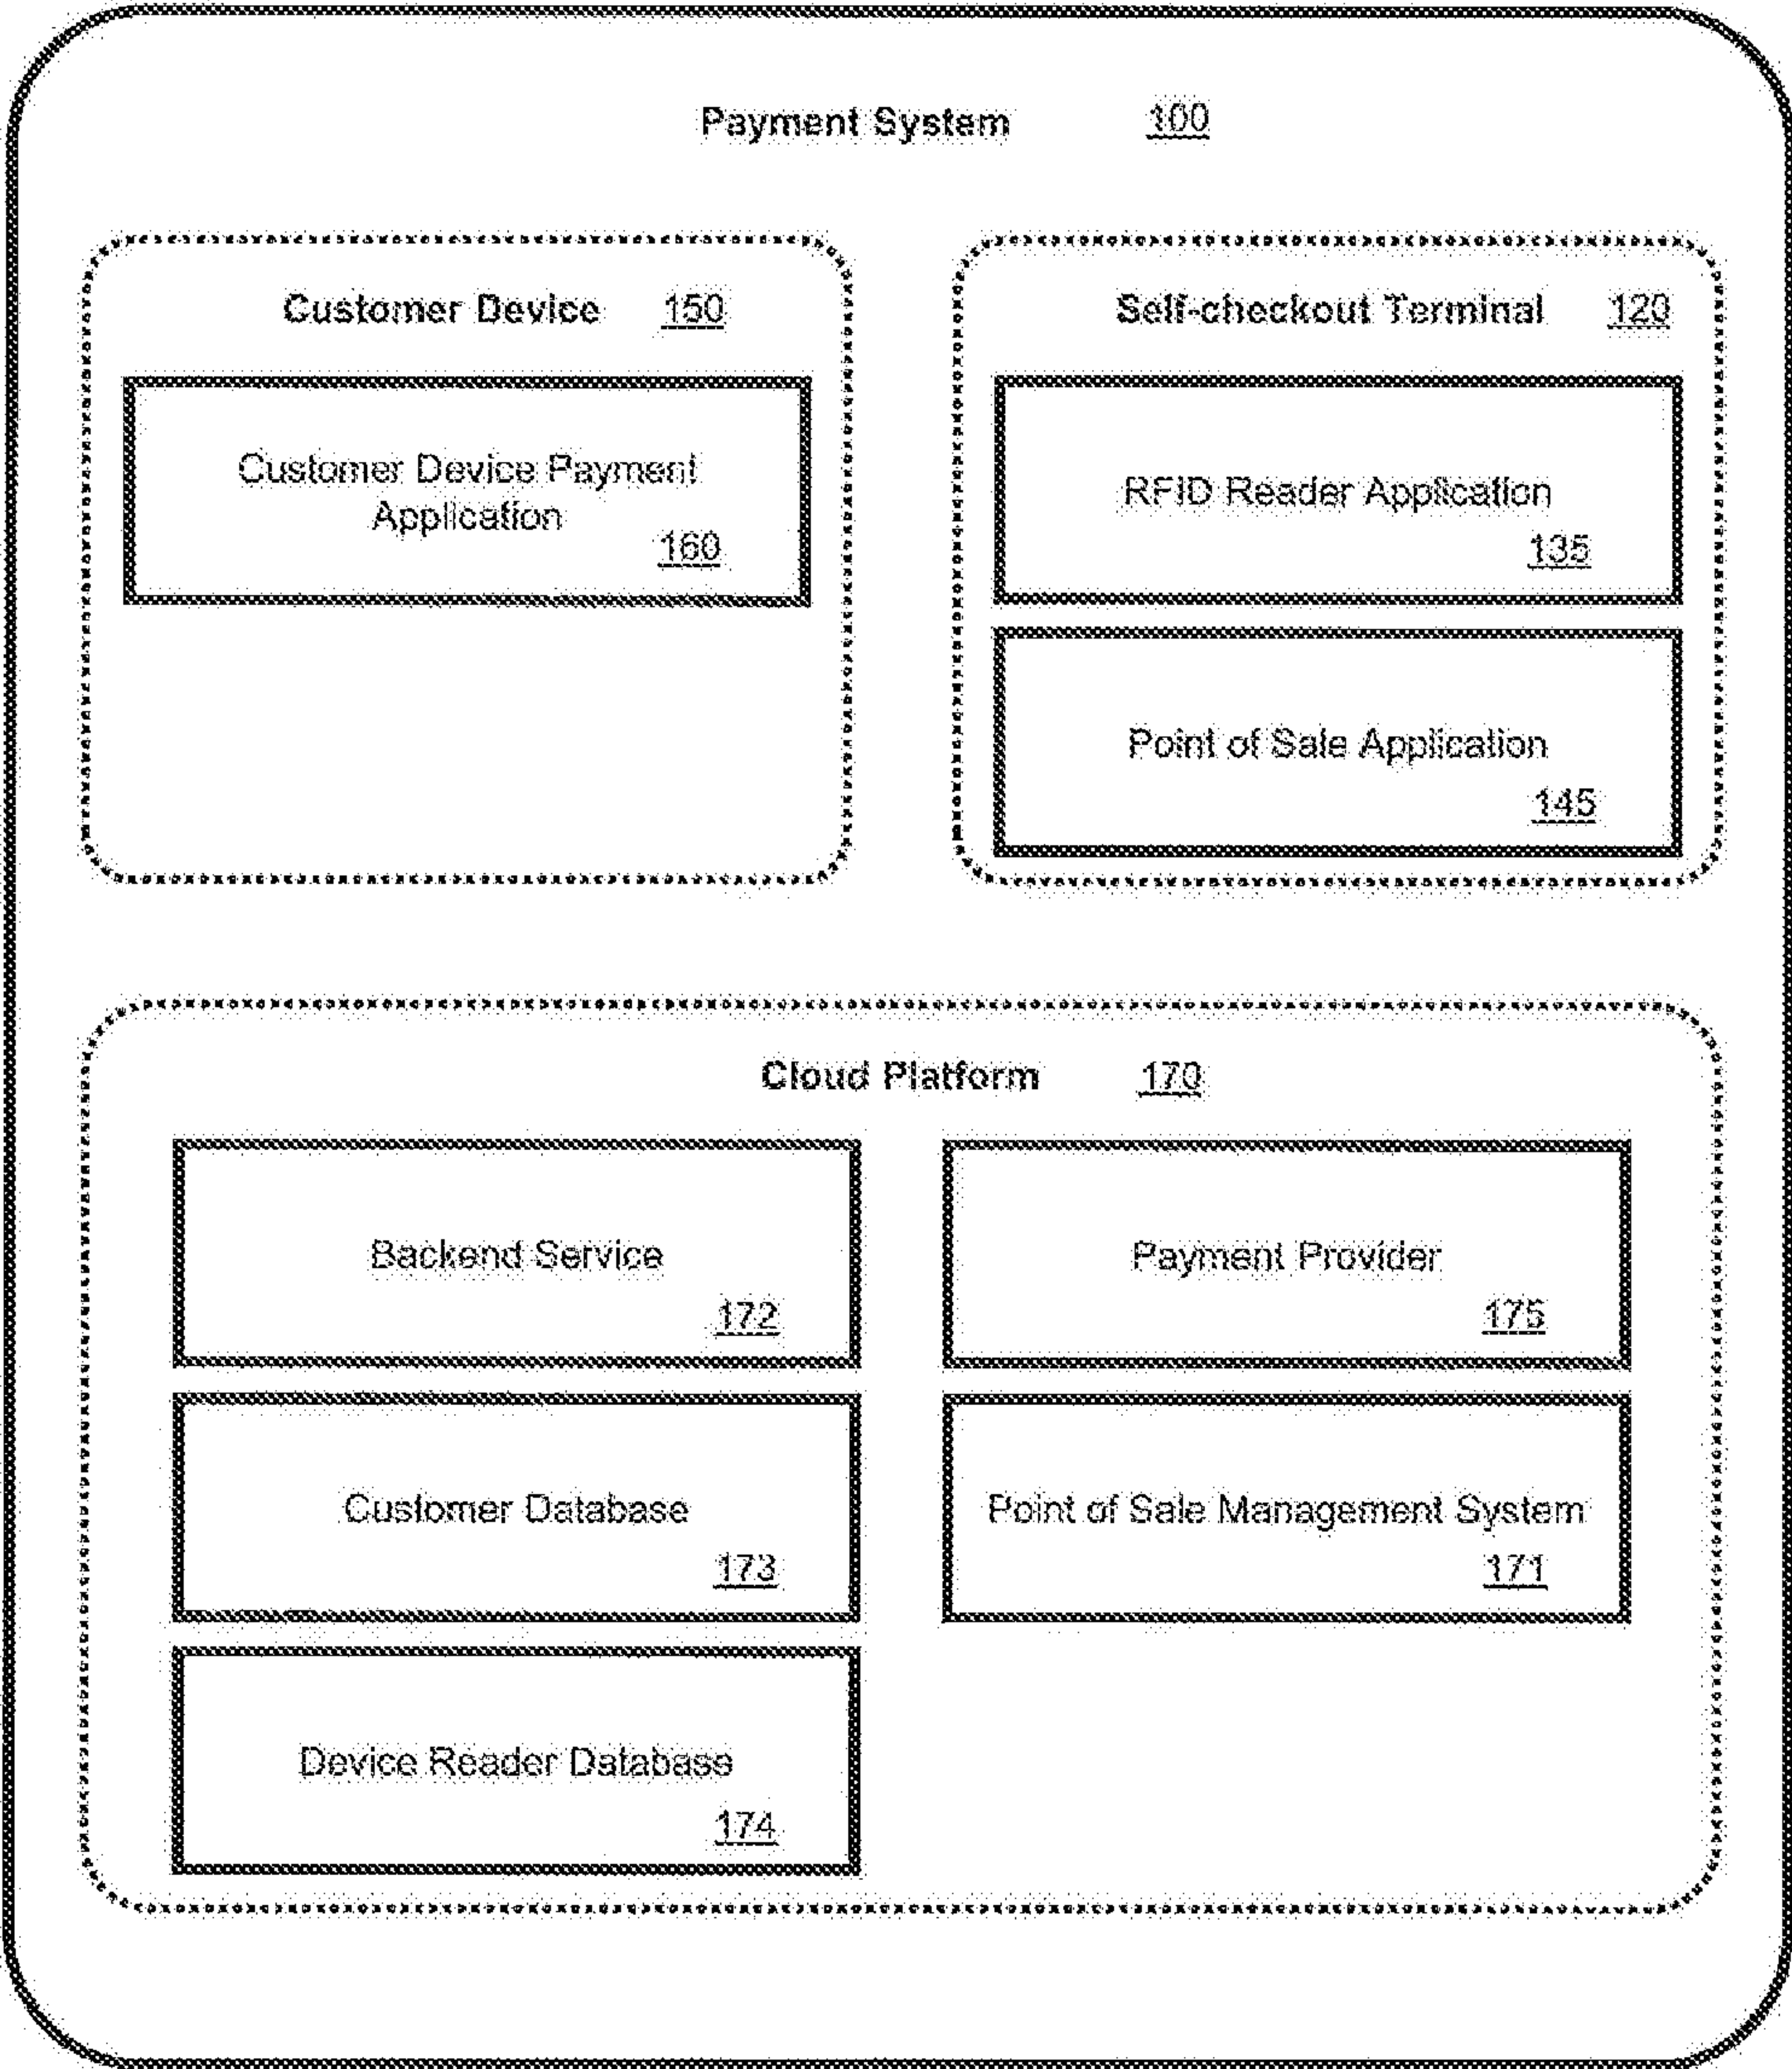 Payment System 100
Customer Device 150
Customer Device Payment
Application
160
Self-checkout Terminal 120
RFID Reader Application
135
Point of Sale Application
145
Cloud Platform 170
Backend Service
172
Payment Provider
175
Customer Database
173
Point of Sale Management System
171
Device Reader Database
174